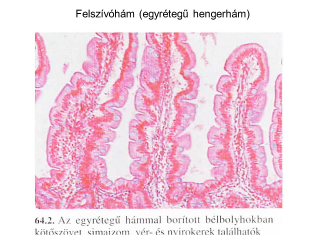 Felszívóhám (egyrétegű hengerhám)
64.2. Az egyrétegű hámmal borított bélbolyhokban
kötőszövet, simaizom, vér- és nyirokerek találhatók